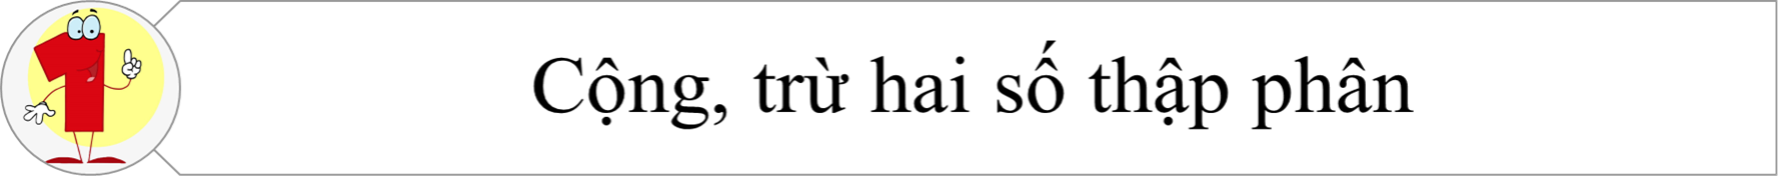 Cộng, trừ hai số thập phân